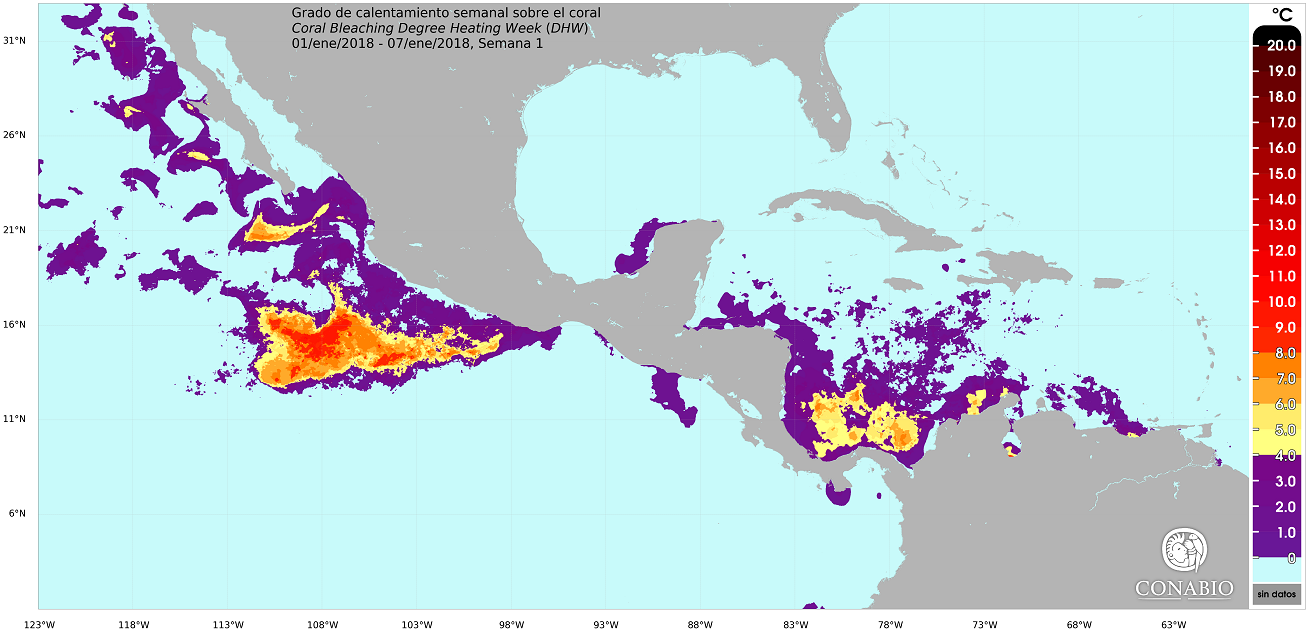 Grado de calentamiento semanal sobre el coral
Coral Bleaching Degree Heating Week (DHW)
01/ene/2018 - 07/ene/2018, Semana 1
°C
20.0
19.0
18.0
17.0
16.0
15.0
14.0
13.0
12.0
11.0
10.0
9.0
8.0
7.0
6.0
5.0
4.0
3.0
2.0
1.0
0
sin datos
31°N
26°N
21°N
16°N
11°N
6°N
CONABIO
123°W 118°W 113°W 108°W 103°W 98°W 93°W 83°W 88°W 78°W 73°W 68°W 63°W